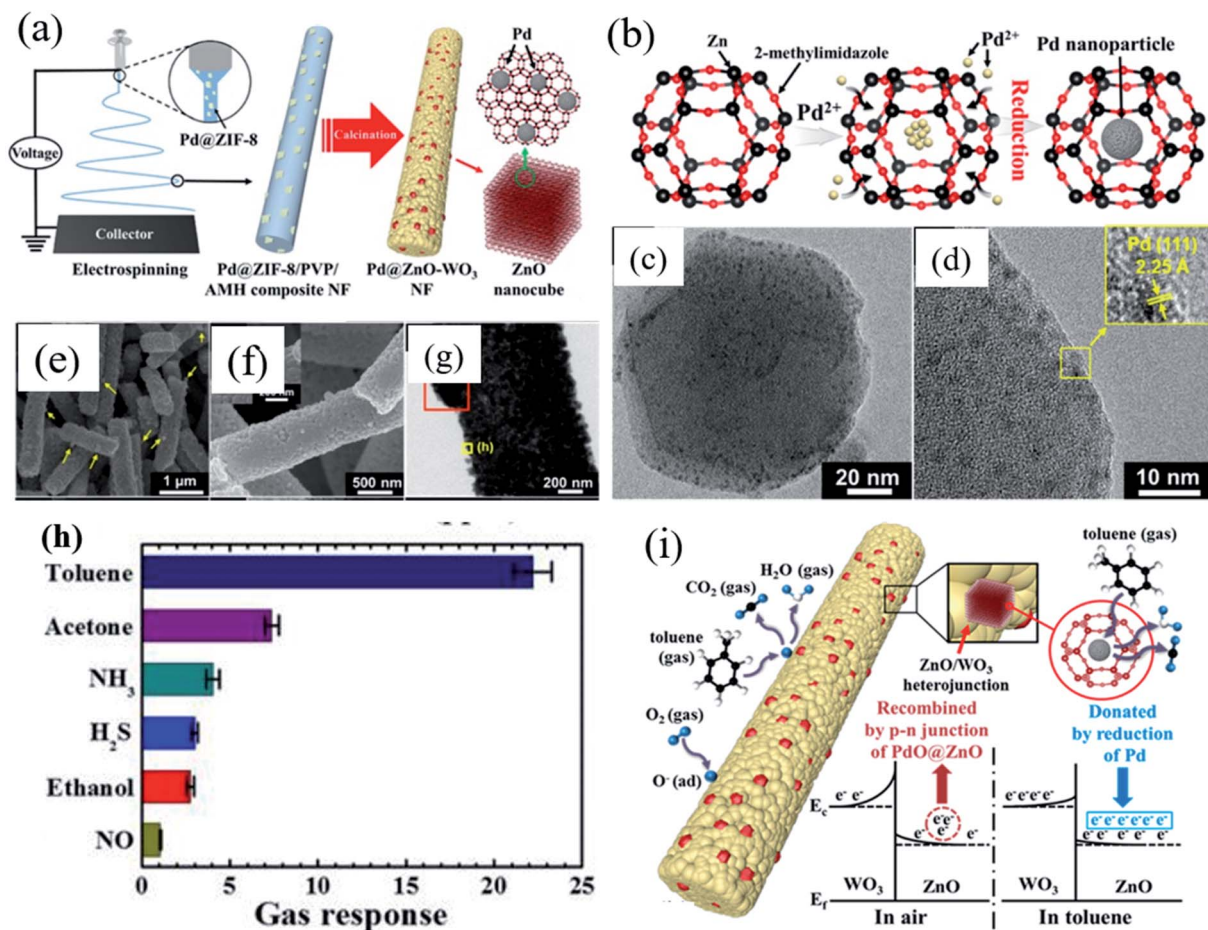 (a)
Pd
Pd@ZIF-8
Voltage
Calcination
Collector
Electrospinning
Pd@ZIF-8/PVP/
AMH composite NF
Pd@ZnO-WO₃
NF
ZnO
nanocube
(b)
Zn
2-methylimidazole
Pd²⁺
Pd nanoparticle
Pd²⁺
Reduction
(c)
20 nm
(d)
Pd (111)
2.25 Å
10 nm
(e)
1 µm
(f)
500 nm
(g)
(h)
200 nm
(h)
Toluene
Acetone
NH₃
H₂S
Ethanol
NO
0 5 10 15 20 25
Gas response
(i)
CO₂ (gas)
H₂O (gas)
toluene
(gas)
O₂ (gas)
O⁻ (ad)
toluene (gas)
ZnO/WO₃
heterojunction
Recombined
by p-n junction
of PdO@ZnO
Donated
by reduction
of Pd
e⁻ e⁻
E_c
e⁻e⁻
e⁻
e⁻
e⁻
e⁻e⁻e⁻e⁻
e⁻e⁻e⁻e⁻e⁻e⁻
e⁻ e⁻ e⁻ e⁻
WO₃
ZnO
WO₃
ZnO
E_f
In air
In toluene